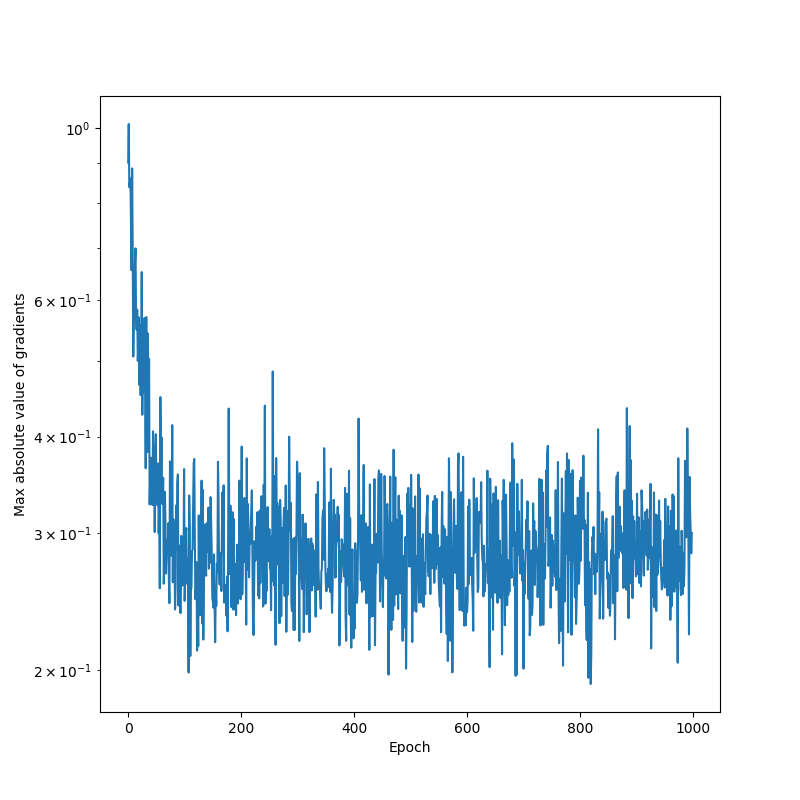 Max absolute value of gradients
10⁰
6 × 10⁻¹
4 × 10⁻¹
3 × 10⁻¹
2 × 10⁻¹
0 200 400 600 800 1000
Epoch